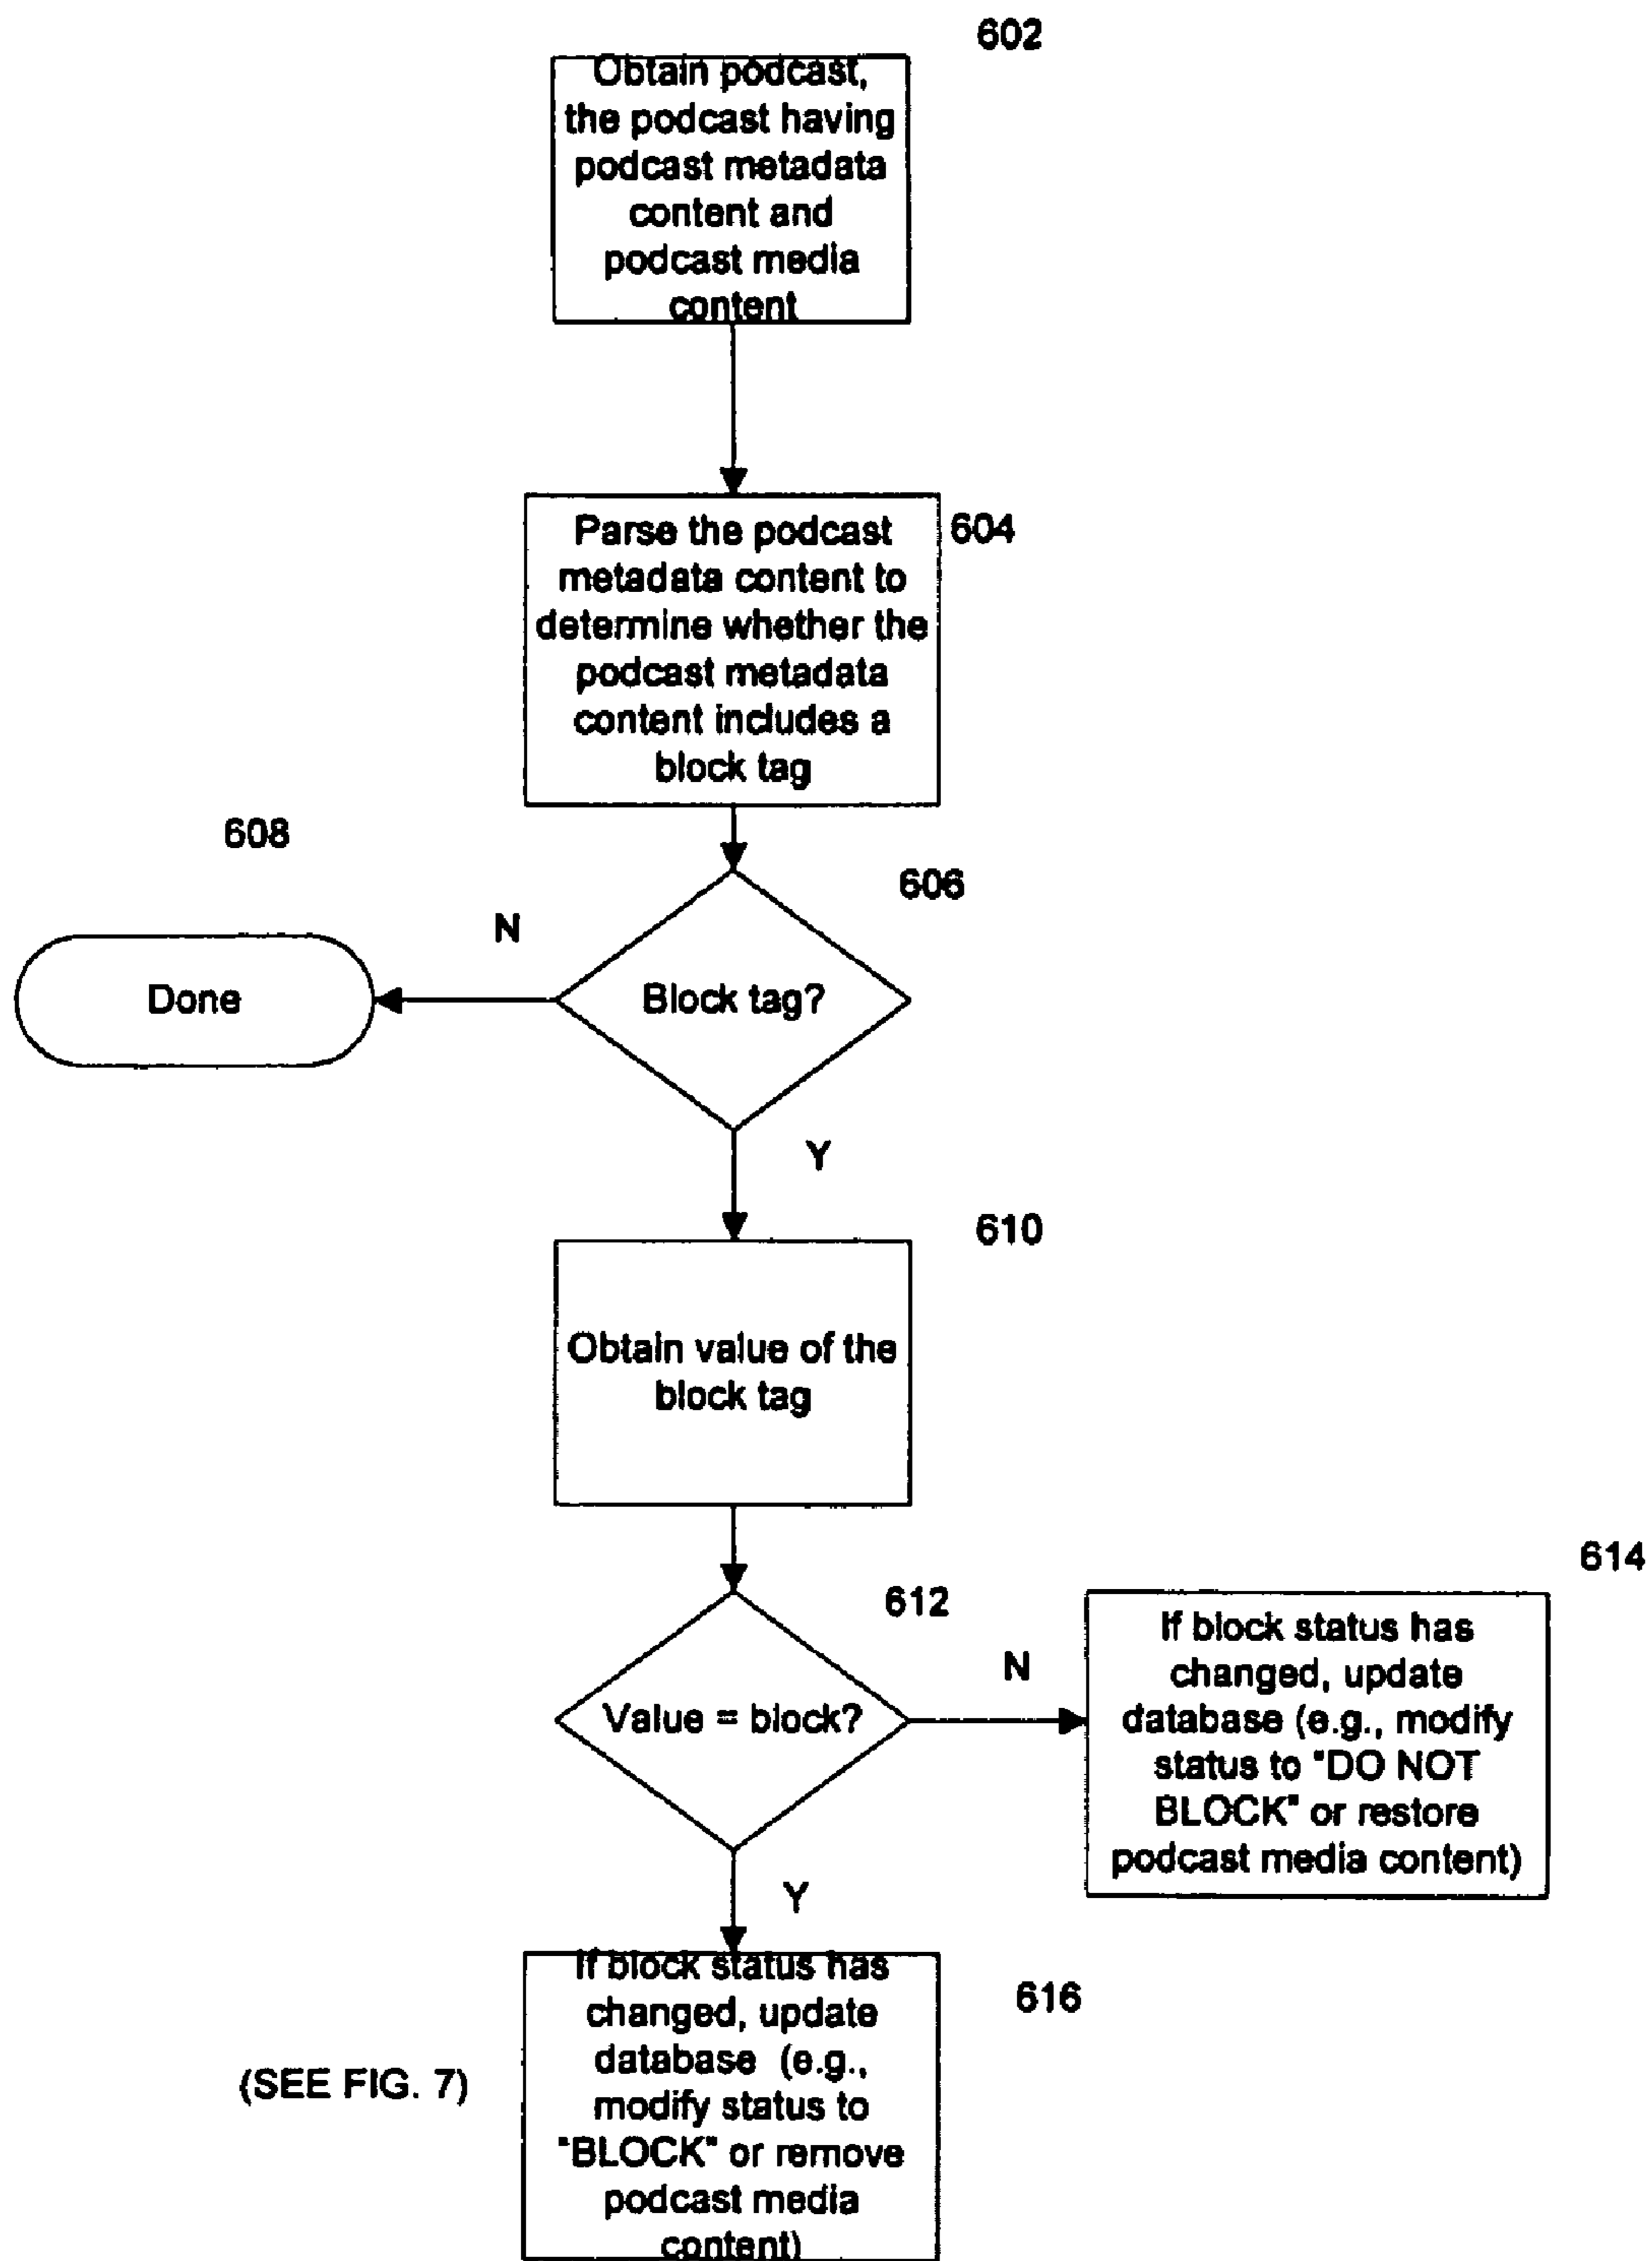 602
Obtain podcast,
the podcast having
podcast metadata
content and
podcast media
content
Parse the podcast
metadata content to
determine whether the
podcast metadata
content includes a
block tag
604
608
606
N
Done
Block tag?
Y
610
Obtain value of the
block tag
614
612
If block status has
changed, update
database (e.g., modify
status to "DO NOT
BLOCK" or restore
podcast media content)
N
Value = block?
Y
If block status has
changed, update
database (e.g.,
modify status to
"BLOCK" or remove
podcast media
content)
616
(SEE FIG. 7)